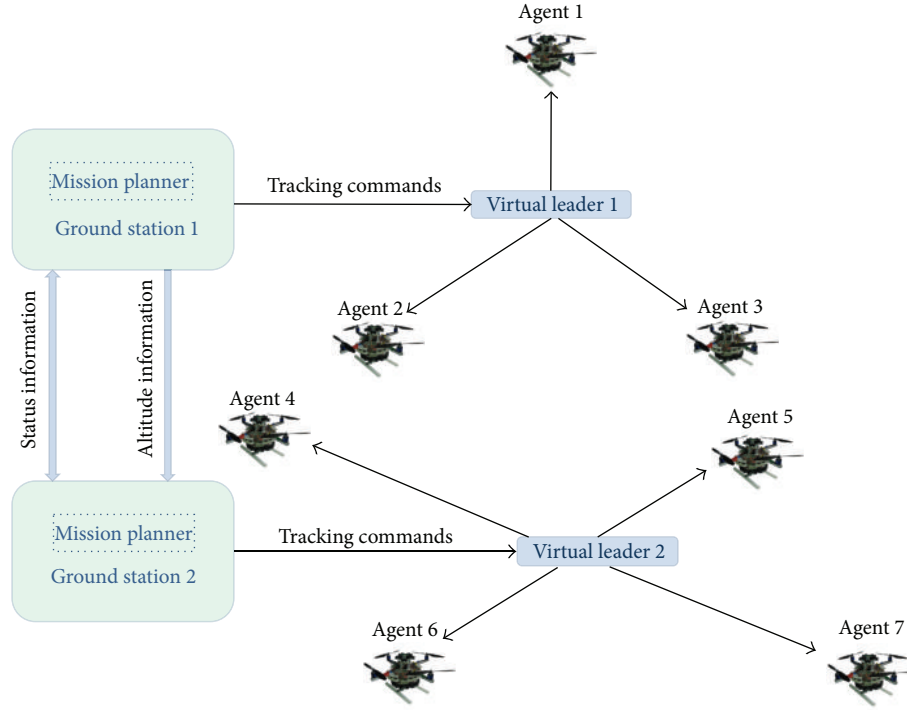 Agent 1
Mission planner
Ground station 1
Tracking commands
Virtual leader 1
Agent 2
Agent 3
Status information
Altitude information
Agent 4
Agent 5
Mission planner
Ground station 2
Tracking commands
Virtual leader 2
Agent 6
Agent 7